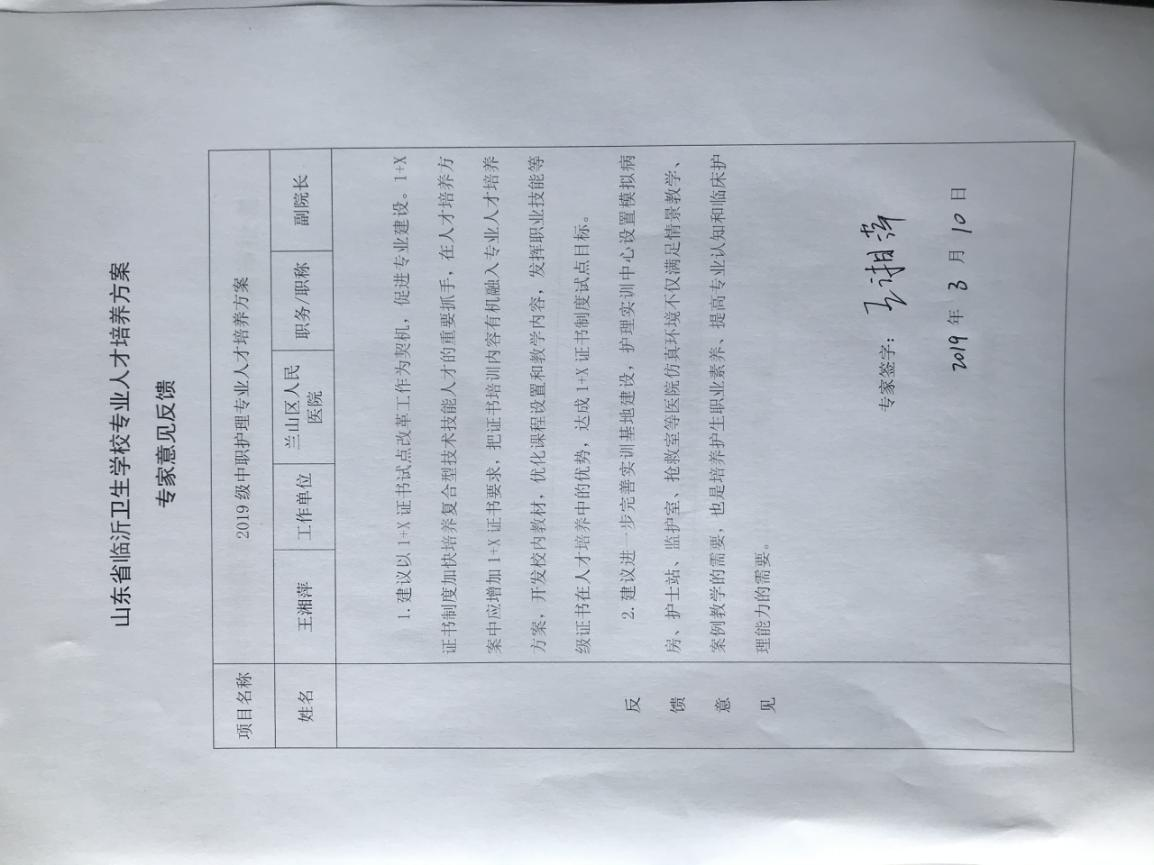 山东省临沂卫生学校专业人才培养方案
专家意见反馈
项目名称 2019 级中职护理专业人才培养方案
姓名 王湘萍 工作单位 兰山区人民医院 职务/职称 副院长
反馈意见
1.建议以 1+X 证书试点改革工作为契机，促进专业建设。1+X
证书制度加快培养复合型技术技能人才的重要抓手，在人才培养方
案中应增加 1+X 证书要求，把证书培训内容有机融入专业人才培养
方案，开发校内教材，优化课程设置和教学内容，发挥职业技能等
级证书在人才培养中的优势，达成 1+X 证书制度试点目标。
2.建议进一步完善实训基地建设，护理实训中心设置模拟病
房、护士站、监护室、抢救室等医院仿真环境不仅满足情景教学、
案例教学的需要，也是培养护生职业素养、提高专业认知和临床护
理能力的需要。
专家签字：王湘萍
2019 年 3 月 10 日